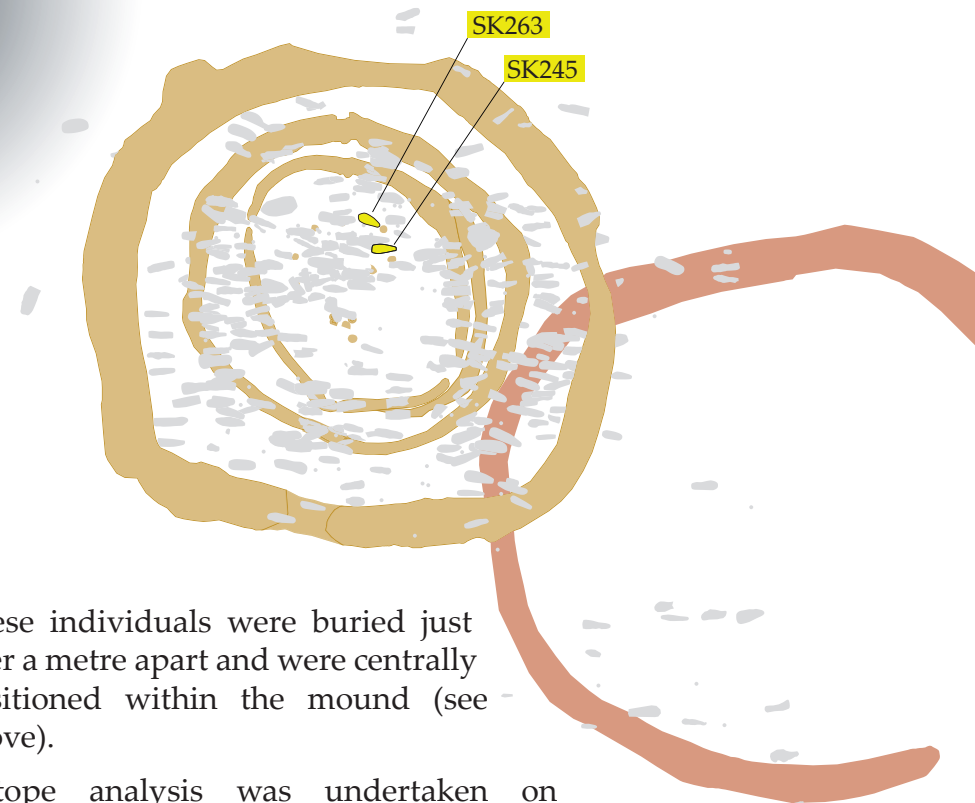 SK263
SK245
ese individuals were buried just
er a metre apart and were centrally
sitioned within the mound (see
ove).
tope analysis was undertaken on